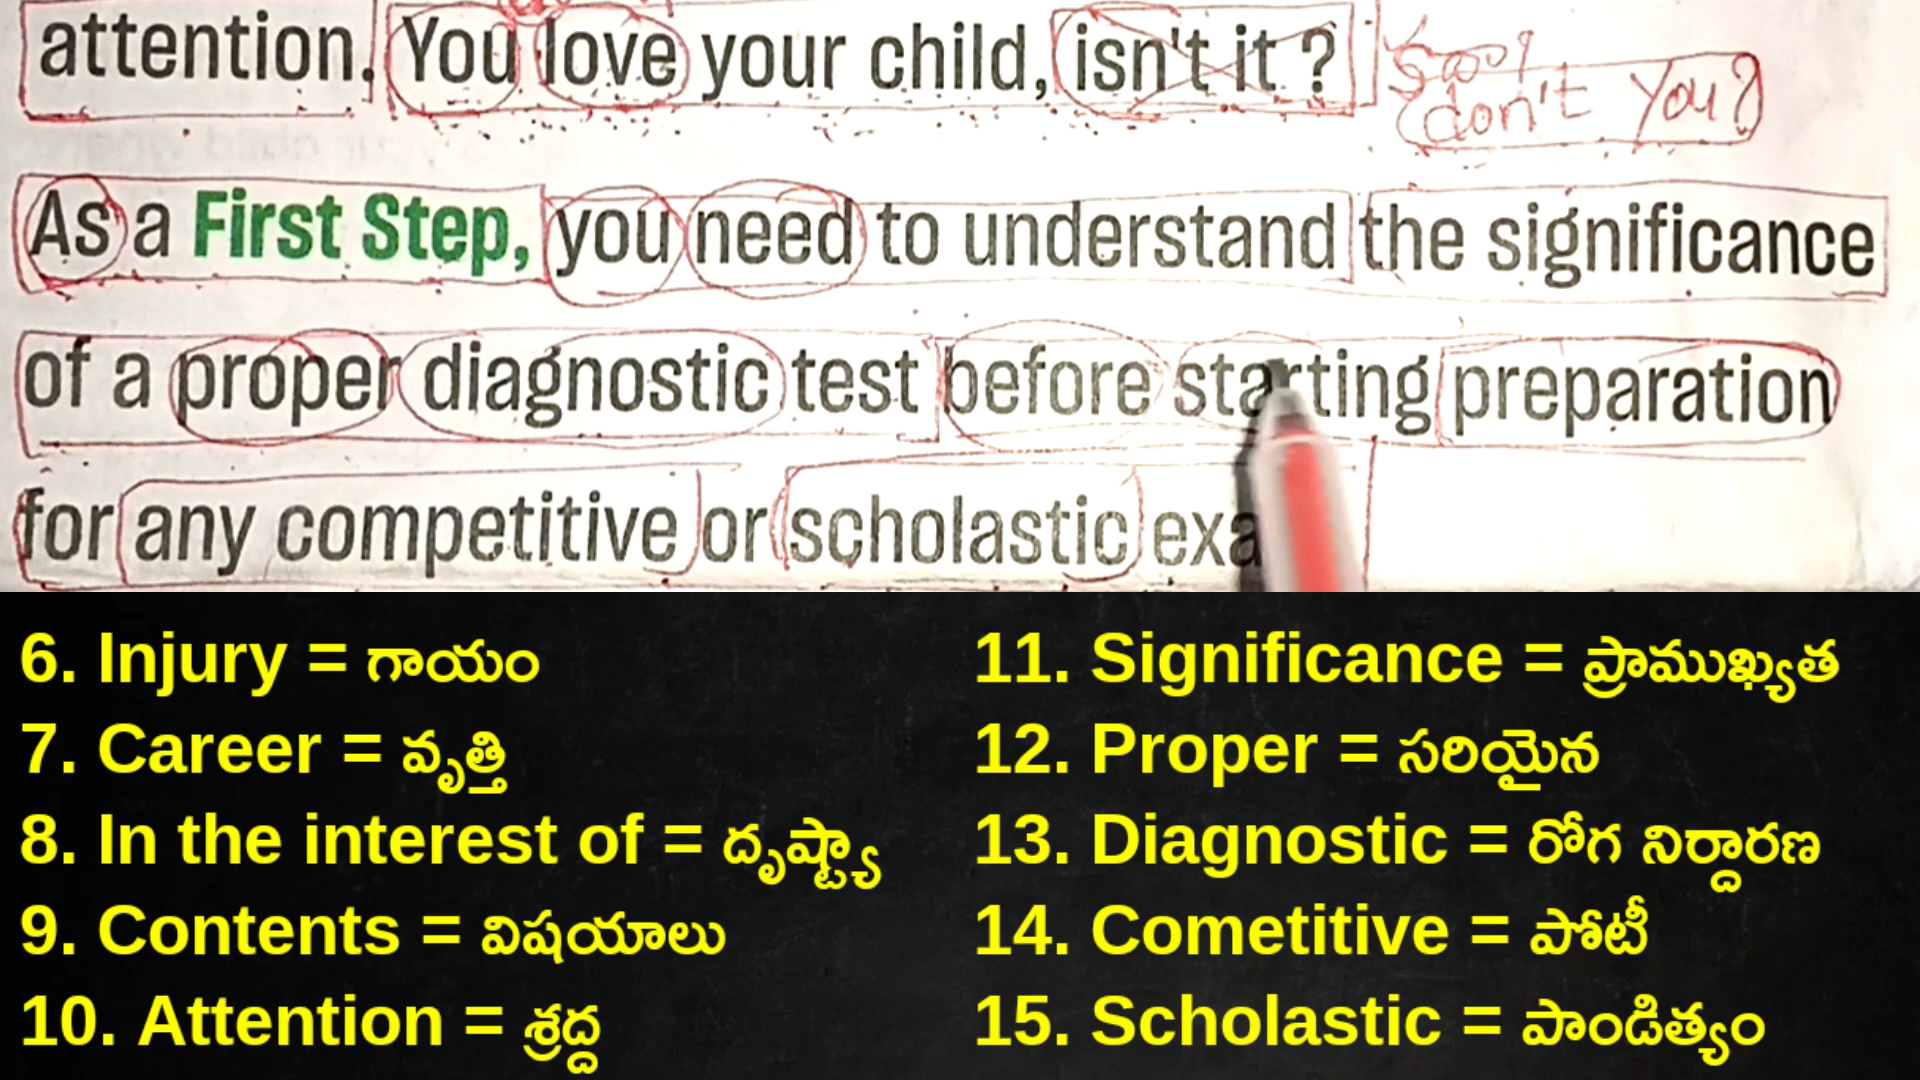 attention. You love your child, isn't it ?
don't You?
As a First Step, you need to understand the significance
of a proper diagnostic test before starting preparation
for any competitive or scholastic exa
6. Injury = గాయం
7. Career = వృత్తి
8. In the interest of = దృష్ట్యా
9. Contents = విషయాలు
10. Attention = శ్రద్ద
11. Significance = ప్రాముఖ్యత
12. Proper = సరియైన
13. Diagnostic = రోగ నిర్దారణ
14. Cometitive = పోటీ
15. Scholastic = పాండిత్యం